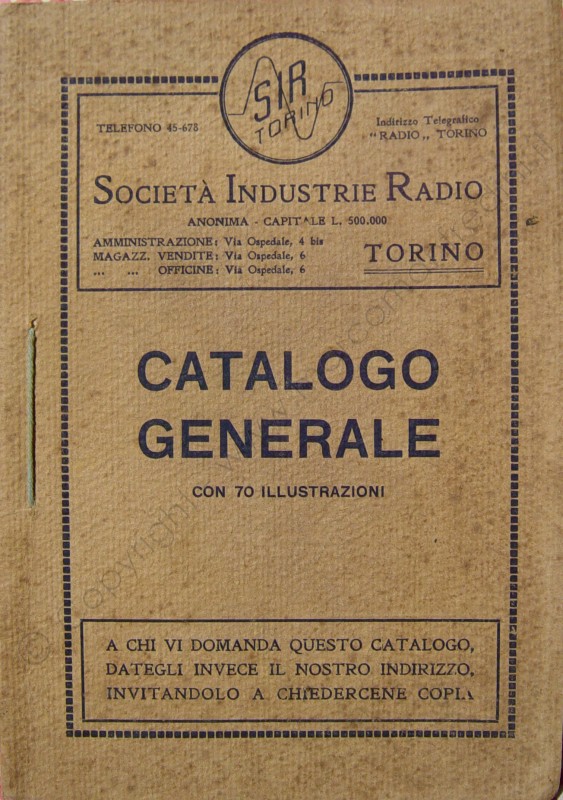 SIR
TORINO
TELEFONO 45-678
Indirizzo Telegrafico
"RADIO„ TORINO
SOCIETÀ INDUSTRIE RADIO
ANONIMA - CAPITALE L. 500.000
AMMINISTRAZIONE: Via Ospedale, 4 bis
MAGAZZ. VENDITE: Via Ospedale, 6
... ... OFFICINE: Via Ospedale, 6
TORINO
CATALOGO
GENERALE
CON 70 ILLUSTRAZIONI
A CHI VI DOMANDA QUESTO CATALOGO,
DATEGLI INVECE IL NOSTRO INDIRIZZO,
INVITANDOLO A CHIEDERCENE COPIA
© copyright